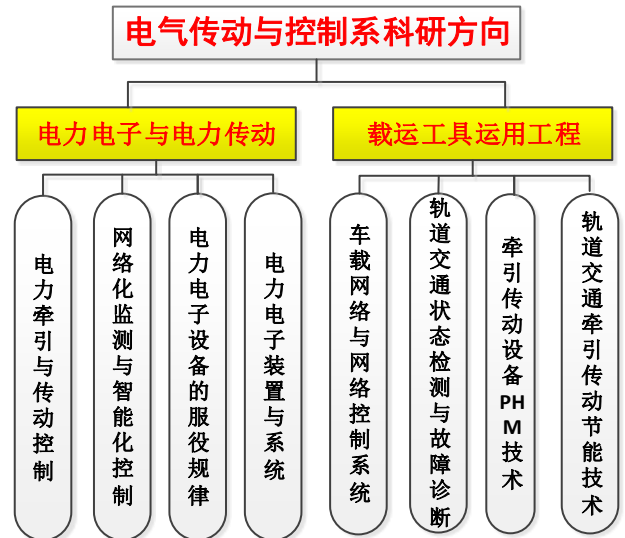 电气传动与控制系科研方向
电力电子与电力传动
载运工具运用工程
电力牵引与传动控制
网络化监测与智能化控制
电力电子设备的服役规律
电力电子装置与系统
车载网络与网络控制系统
轨道交通状态检测与故障诊断
牵引传动设备PHM技术
轨道交通牵引传动节能技术